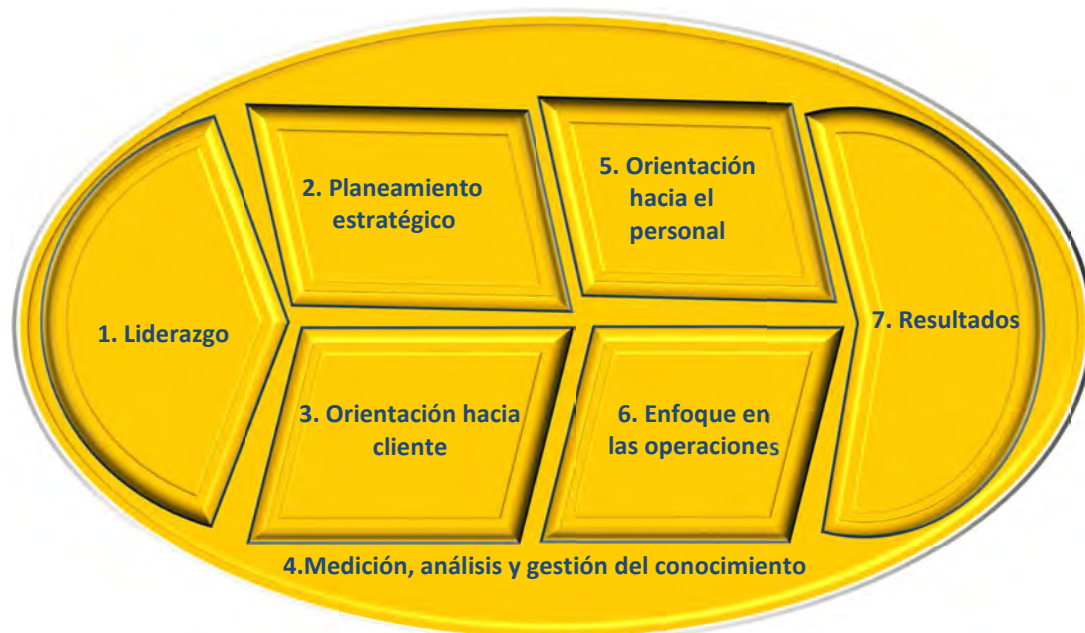 1. Liderazgo
2. Planeamiento
estratégico
3. Orientación hacia
cliente
5. Orientación
hacia el
personal
6. Enfoque en
las operaciones
7. Resultados
4.Medición, análisis y gestión del conocimiento